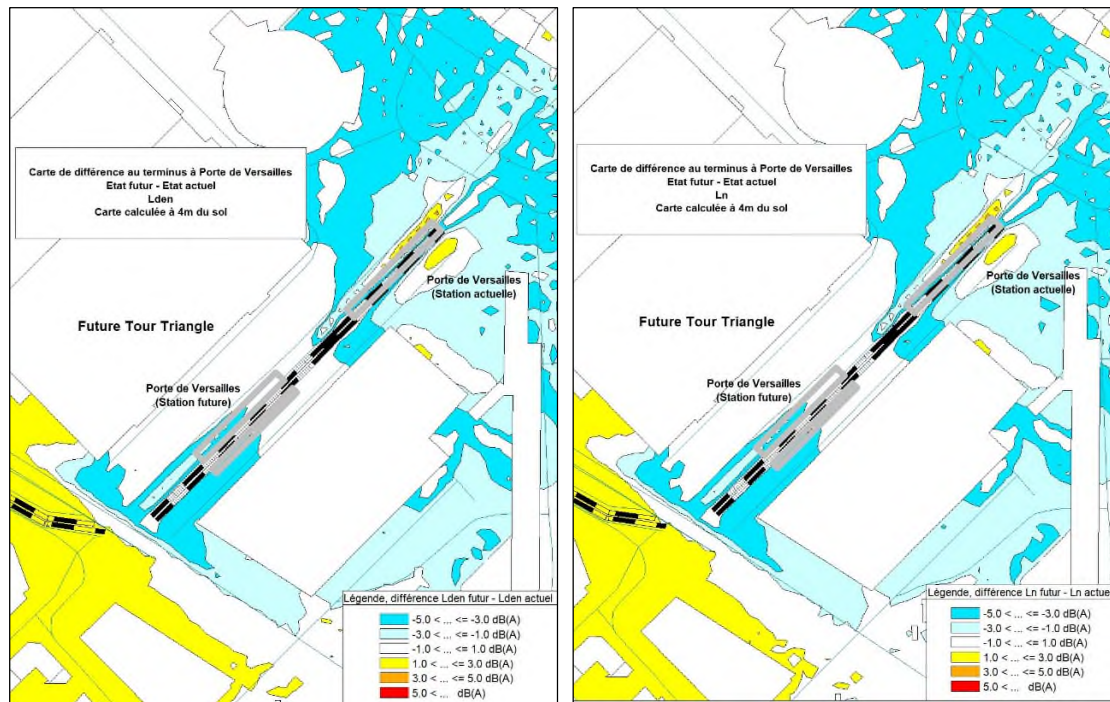 Carte de différence au terminus à Porte de Versailles
Etat futur - Etat actuel
Lden
Carte calculée à 4m du sol
Porte de Versailles
(Station actuelle)
Future Tour Triangle
Porte de Versailles
(Station future)
Légende, différence Lden futur - Lden actuel
-5.0 < ... <= -3.0 dB(A)
-3.0 < ... <= -1.0 dB(A)
-1.0 < ... <= 1.0 dB(A)
1.0 < ... <= 3.0 dB(A)
3.0 < ... <= 5.0 dB(A)
5.0 < ... dB(A)
Carte de différence au terminus à Porte de Versailles
Etat futur - Etat actuel
Ln
Carte calculée à 4m du sol
Porte de Versailles
(Station actuelle)
Future Tour Triangle
Porte de Versailles
(Station future)
Légende, différence Ln futur - Ln actue
-5.0 < ... <= -3.0 dB(A)
-3.0 < ... <= -1.0 dB(A)
-1.0 < ... <= 1.0 dB(A)
1.0 < ... <= 3.0 dB(A)
3.0 < ... <= 5.0 dB(A)
5.0 < ... dB(A)